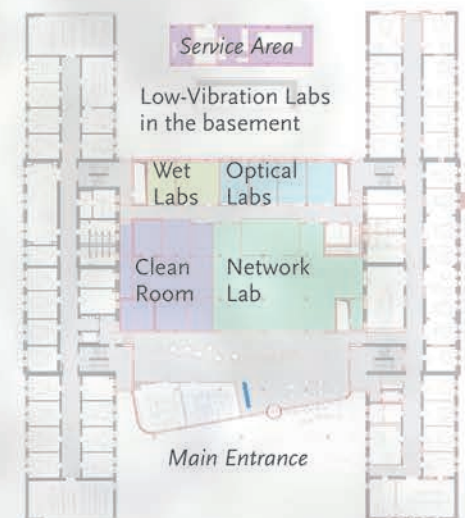 Service Area
Low-Vibration Labs
in the basement
Wet
Labs
Optical
Labs
Clean
Room
Network
Lab
Main Entrance